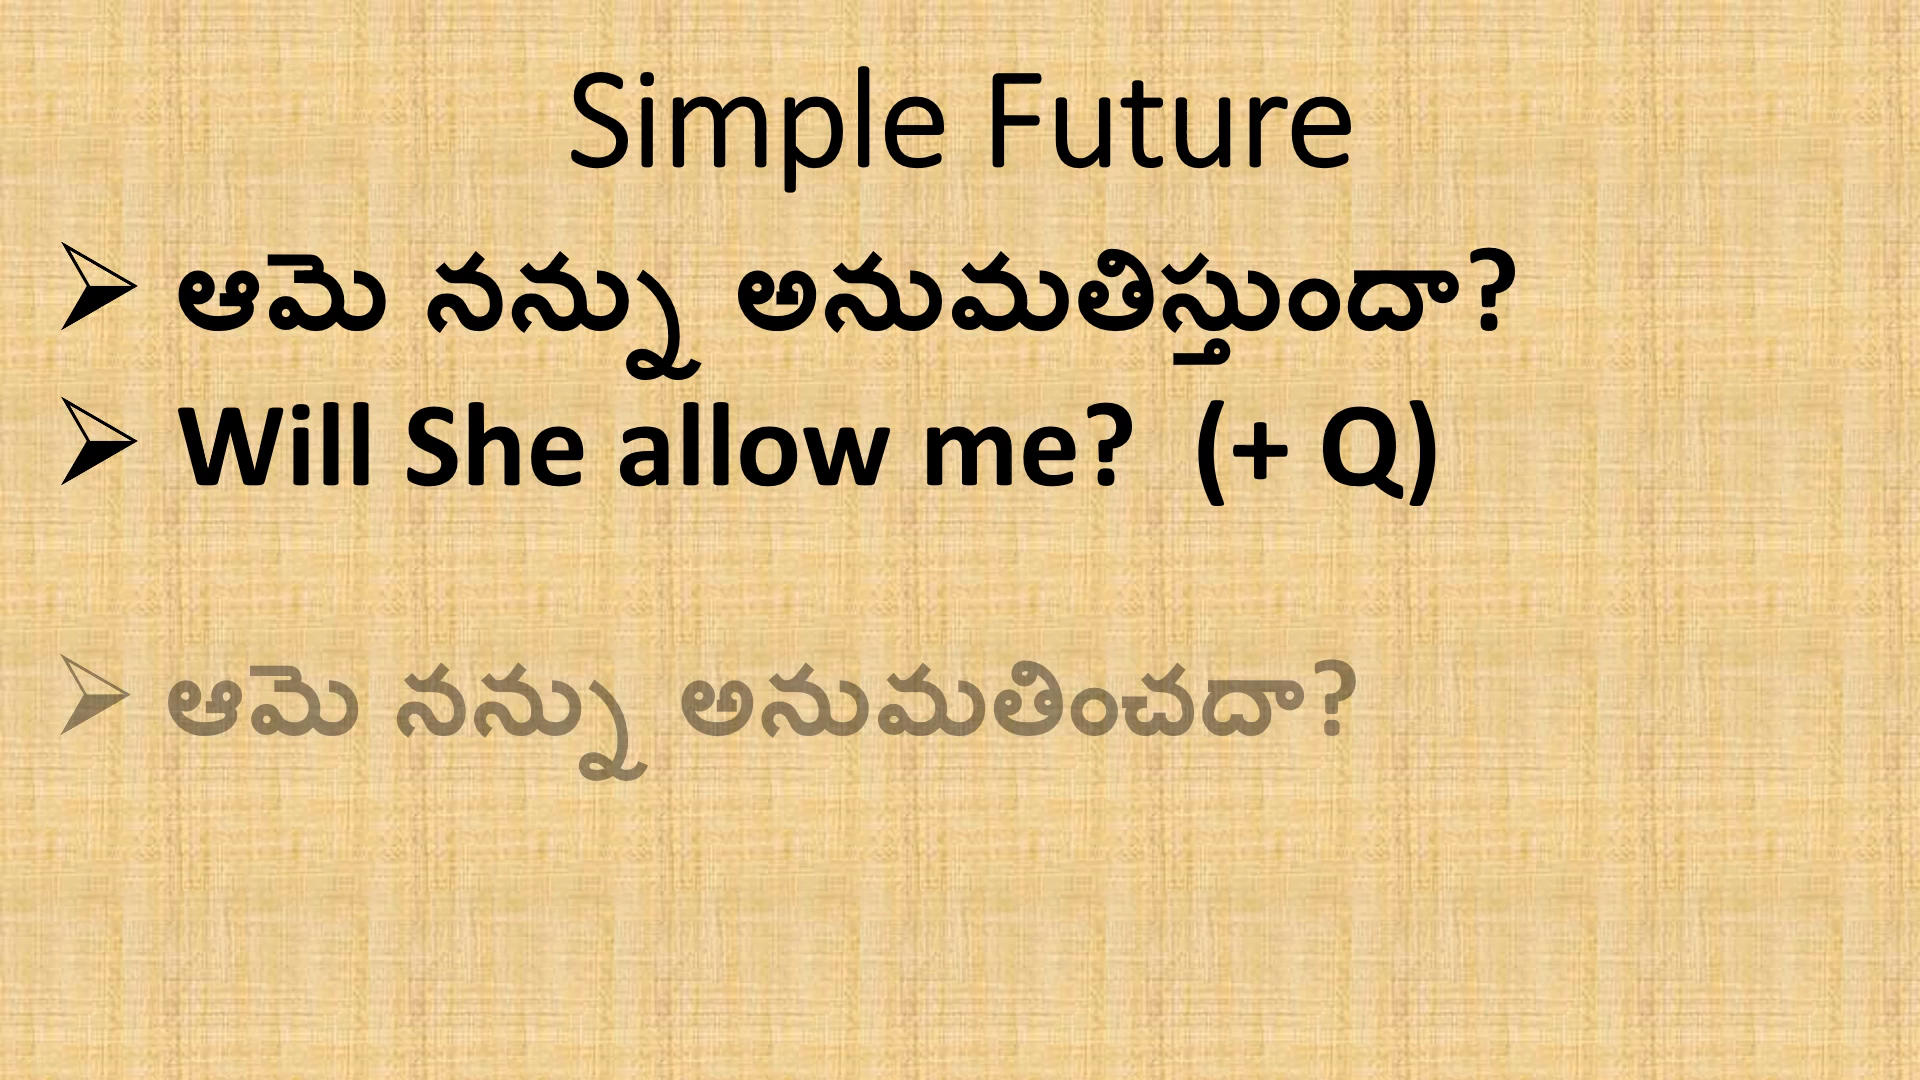 Simple Future
➢ ఆమె నన్ను అనుమతిస్తుందా?
➢ Will She allow me? (+ Q)
➢ ఆమె నన్ను అనుమతించదా?